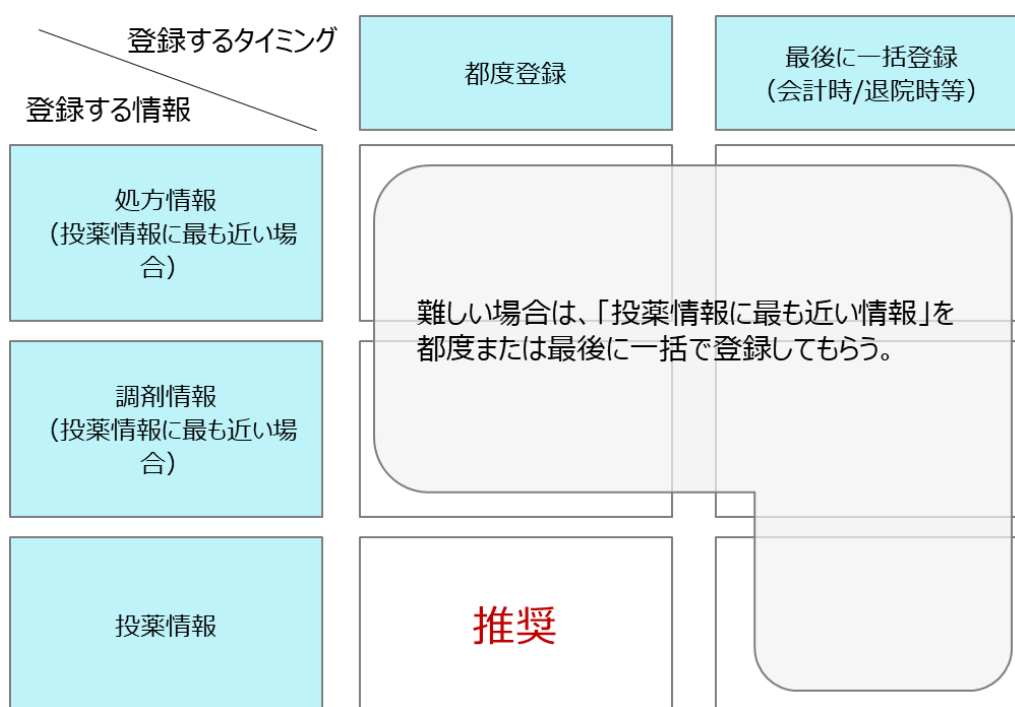 登録するタイミング
登録する情報
都度登録
最後に一括登録
（会計時/退院時等）
処方情報
（投薬情報に最も近い場
合）
難しい場合は、「投薬情報に最も近い情報」を
都度または最後に一括で登録してもらう。
調剤情報
（投薬情報に最も近い場
合）
投薬情報
推奨